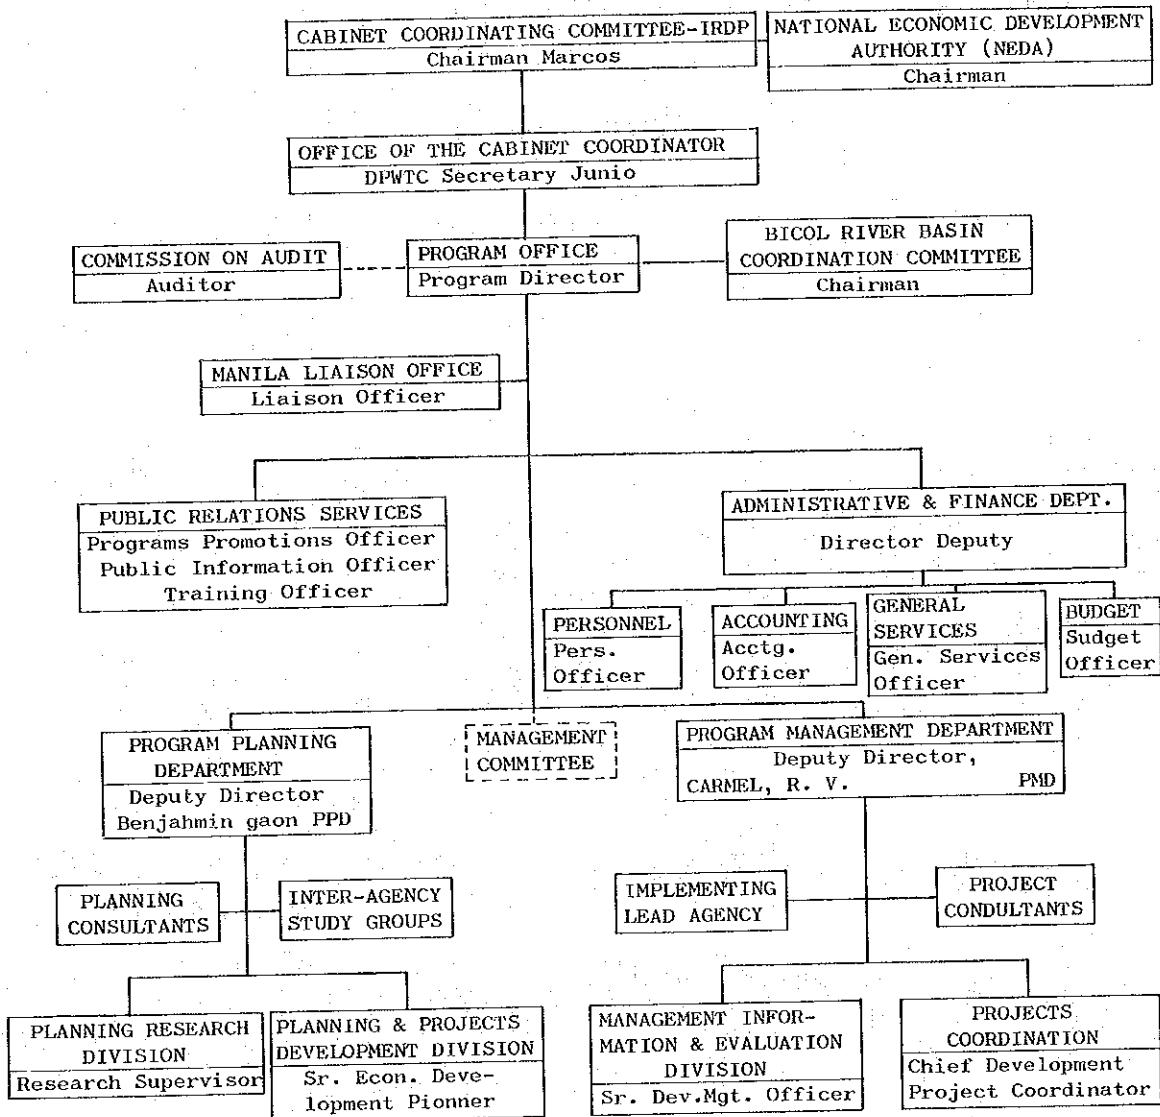 CABINET COORDINATING COMMITTEE-IRDP
Chairman Marcos
NATIONAL ECONOMIC DEVELOPMENT
AUTHORITY (NEDA)
Chairman
OFFICE OF THE CABINET COORDINATOR
DPWTC Secretary Junio
COMMISSION ON AUDIT
Auditor
PROGRAM OFFICE
Program Director
BICOL RIVER BASIN
COORDINATION COMMITTEE
Chairman
MANILA LIAISON OFFICE
Liaison Officer
PUBLIC RELATIONS SERVICES
Programs Promotions Officer
Public Information Officer
Training Officer
ADMINISTRATIVE & FINANCE DEPT.
Director Deputy
PERSONNEL
Pers.
Officer
ACCOUNTING
Acctg.
Officer
GENERAL
SERVICES
Gen. Services
Officer
BUDGET
Sudget
Officer
PROGRAM PLANNING
DEPARTMENT
Deputy Director
Benjahmin gaon PPD
MANAGEMENT
COMMITTEE
PROGRAM MANAGEMENT DEPARTMENT
Deputy Director,
CARMEL, R. V. PMD
PLANNING
CONSULTANTS
INTER-AGENCY
STUDY GROUPS
IMPLEMENTING
LEAD AGENCY
PROJECT
CONDULTANTS
PLANNING RESEARCH
DIVISION
Research Supervisor
PLANNING & PROJECTS
DEVELOPMENT DIVISION
Sr. Econ. Deve-
lopment Pionner
MANAGEMENT INFOR-
MATION & EVALUATION
DIVISION
Sr. Dev.Mgt. Officer
PROJECTS
COORDINATION
Chief Development
Project Coordinator